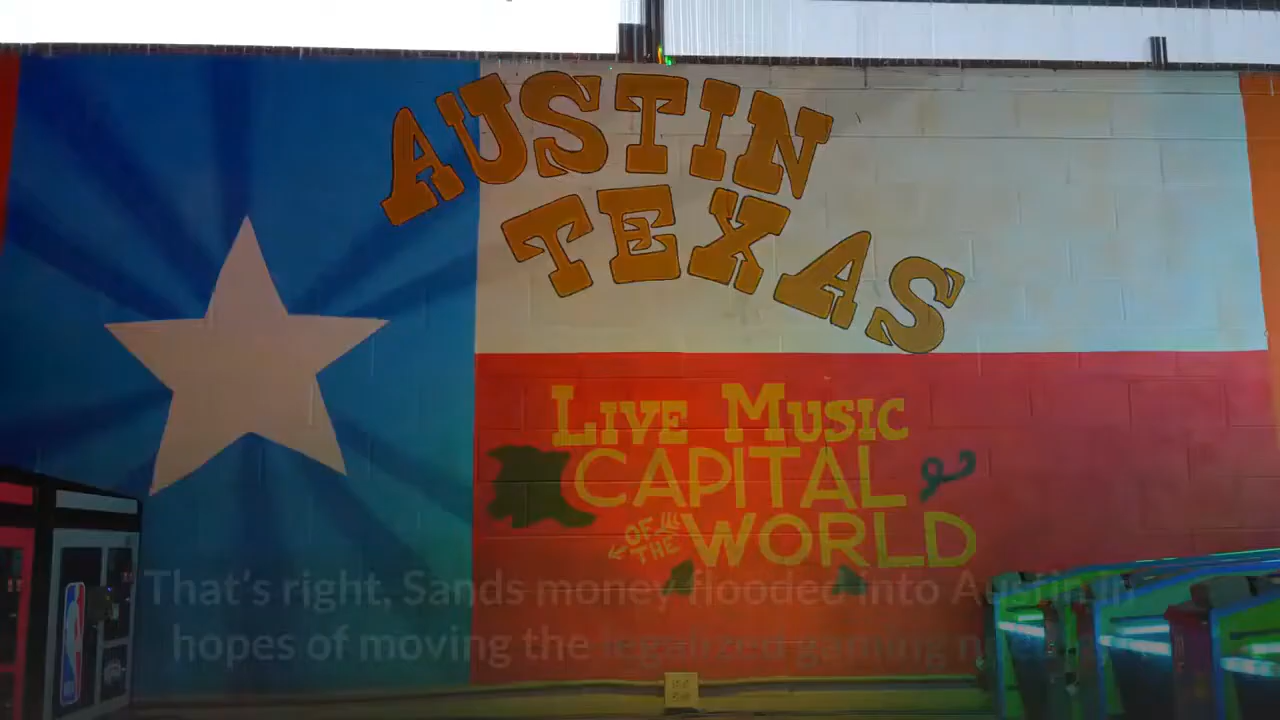 AUSTIN
TEXAS
LIVE MUSIC
CAPITAL
OF THE WORLD
That's right, Sands money flooded into Austin in
hopes of moving the legalized gaming
NBA